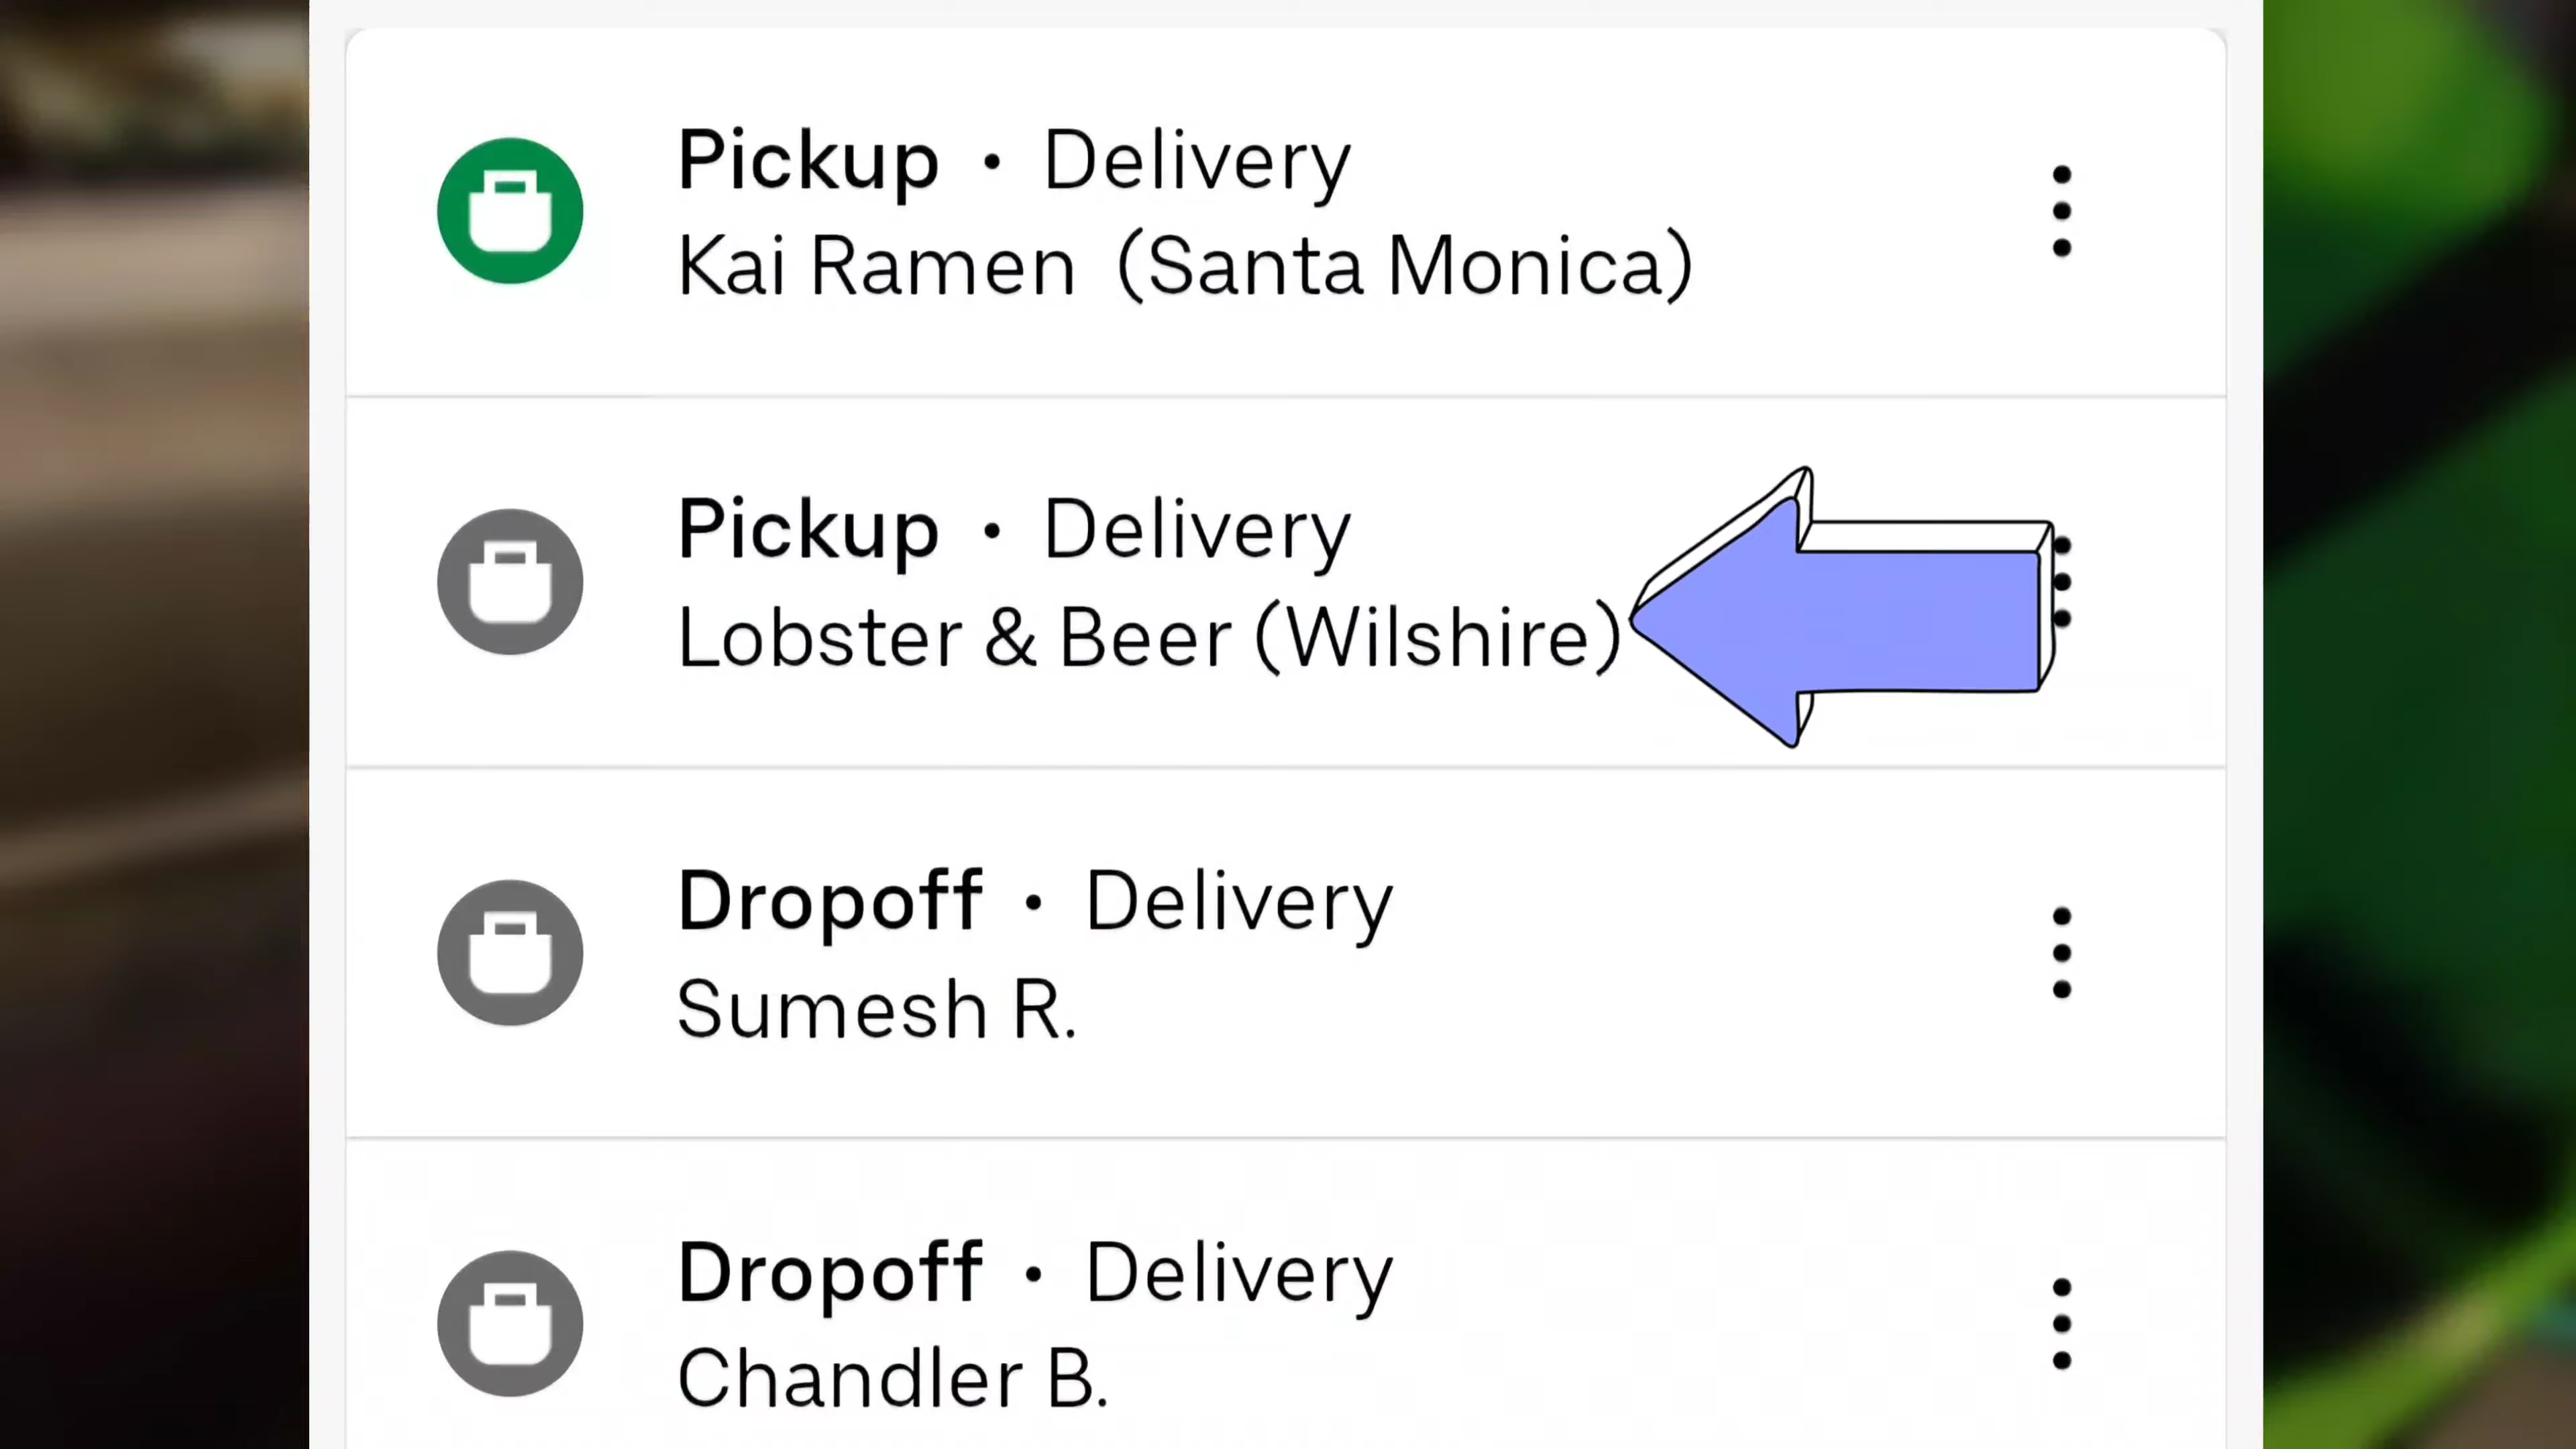 Pickup • Delivery
Kai Ramen (Santa Monica)
Pickup • Delivery
Lobster & Beer (Wilshire)
Dropoff • Delivery
Sumesh R.
Dropoff • Delivery
Chandler B.